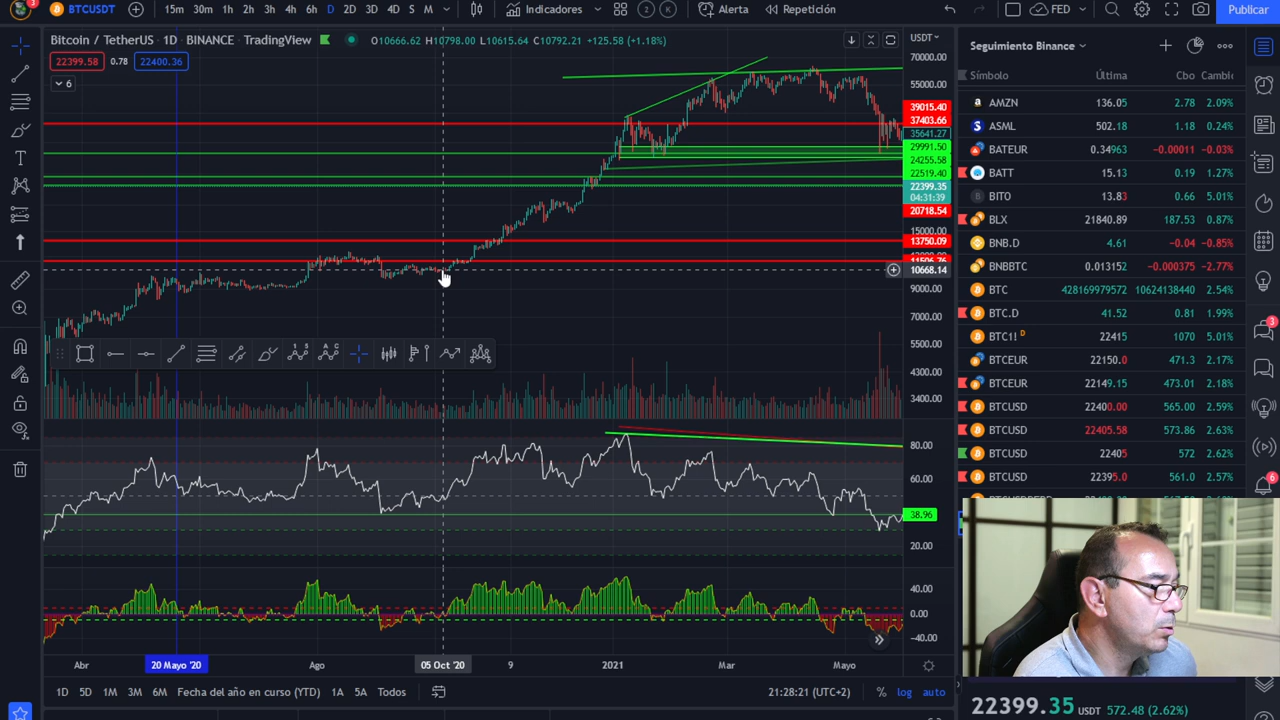 3
BTCUSDT
15m 30m 1h 2h 3h 4h 6h D 2D 3D 4D S M
Indicadores
2
K
Alerta
Repetición
FED
Publicar
Bitcoin / TetherUS · 1D · BINANCE · TradingView
O10666.62 H10798.00 L10615.64 C10792.21 +125.58 (+1.18%)
22399.58 0.78 22400.36
6
USDT
70000.00
55000.00
39015.40
37403.66
35641.27
29991.50
24255.58
22519.40
22399.35
04:31:39
20718.54
15000.00
13750.09
10668.14
9000.00
7000.00
5500.00
4300.00
3400.00
80.00
60.00
38.96
20.00
40.00
0.00
−40.00
Abr
20 Mayo '20
Ago
05 Oct '20
9
2021
Mar
Mayo
1D 5D 1M 3M 6M Fecha del año en curso (YTD) 1A 5A Todos
21:28:21 (UTC+2)
%
log
auto
Seguimiento Binance
Símbolo Última Cbo Cambic
AMZN 136.05 2.78 2.09%
ASML 502.18 1.18 0.24%
BATEUR 0.34963 −0.00011 −0.03%
BATT 15.13 0.19 1.27%
BITO 13.83 0.66 5.01%
BLX 21840.89 187.53 0.87%
BNB.D 4.61 −0.04 −0.85%
BNBBTC 0.013152 −0.000375 −2.77%
BTC 428169979572 10624138440 2.54%
BTC.D 41.52 0.81 1.99%
BTC1! D 22415 1070 5.01%
BTCEUR 22150.0 471.3 2.17%
BTCEUR 22149.15 473.01 2.18%
BTCUSD 22400.00 565.00 2.59%
BTCUSD 22405.58 573.86 2.63%
BTCUSD 22405 572 2.62%
BTCUSD 22395.0 561.0 2.57%
3
6
22399.35 USDT 572.48 (2.62%)